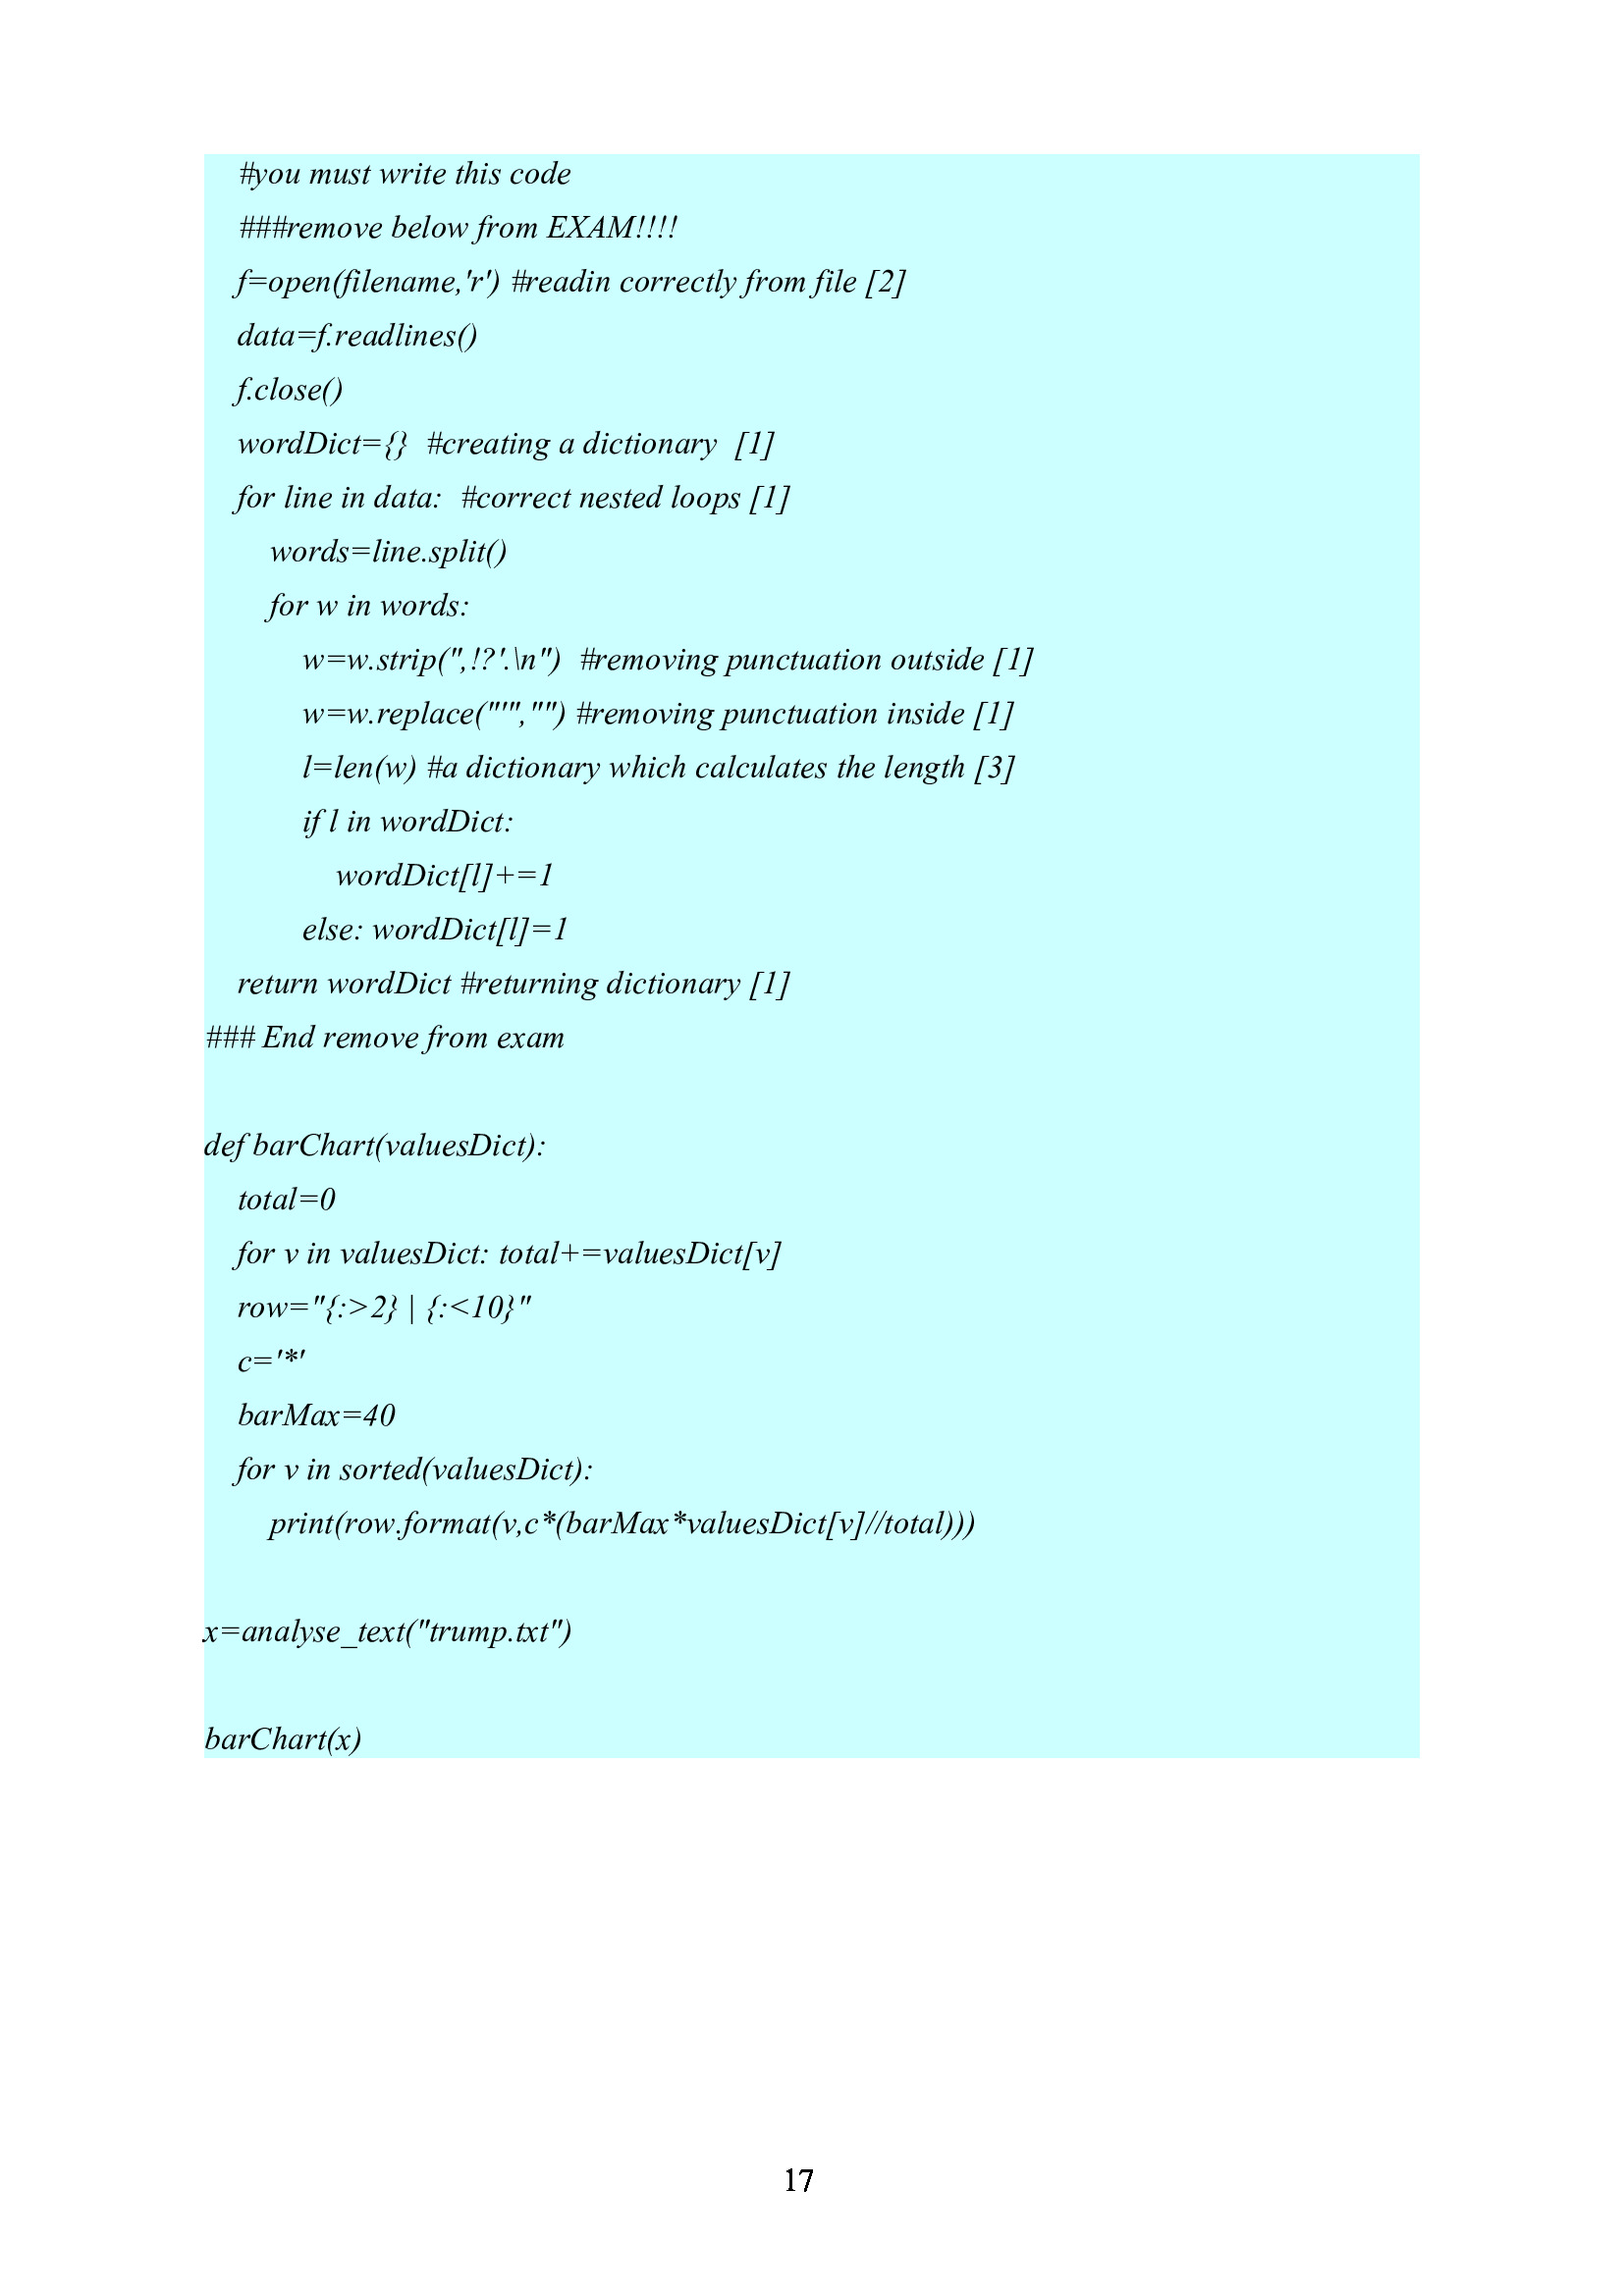 #you must write this code
###remove below from EXAM!!!!
f=open(filename,'r') #readin correctly from file [2]
data=f.readlines()
f.close()
wordDict={}  #creating a dictionary  [1]
for line in data:  #correct nested loops [1]
words=line.split()
for w in words:
w=w.strip(",!?'.\n")  #removing punctuation outside [1]
w=w.replace("'","") #removing punctuation inside [1]
l=len(w) #a dictionary which calculates the length [3]
if l in wordDict:
wordDict[l]+=1
else: wordDict[l]=1
return wordDict #returning dictionary [1]
### End remove from exam
def barChart(valuesDict):
total=0
for v in valuesDict: total+=valuesDict[v]
row="{:>2} | {:<10}"
c='*'
barMax=40
for v in sorted(valuesDict):
print(row.format(v,c*(barMax*valuesDict[v]//total)))
x=analyse_text("trump.txt")
barChart(x)
17